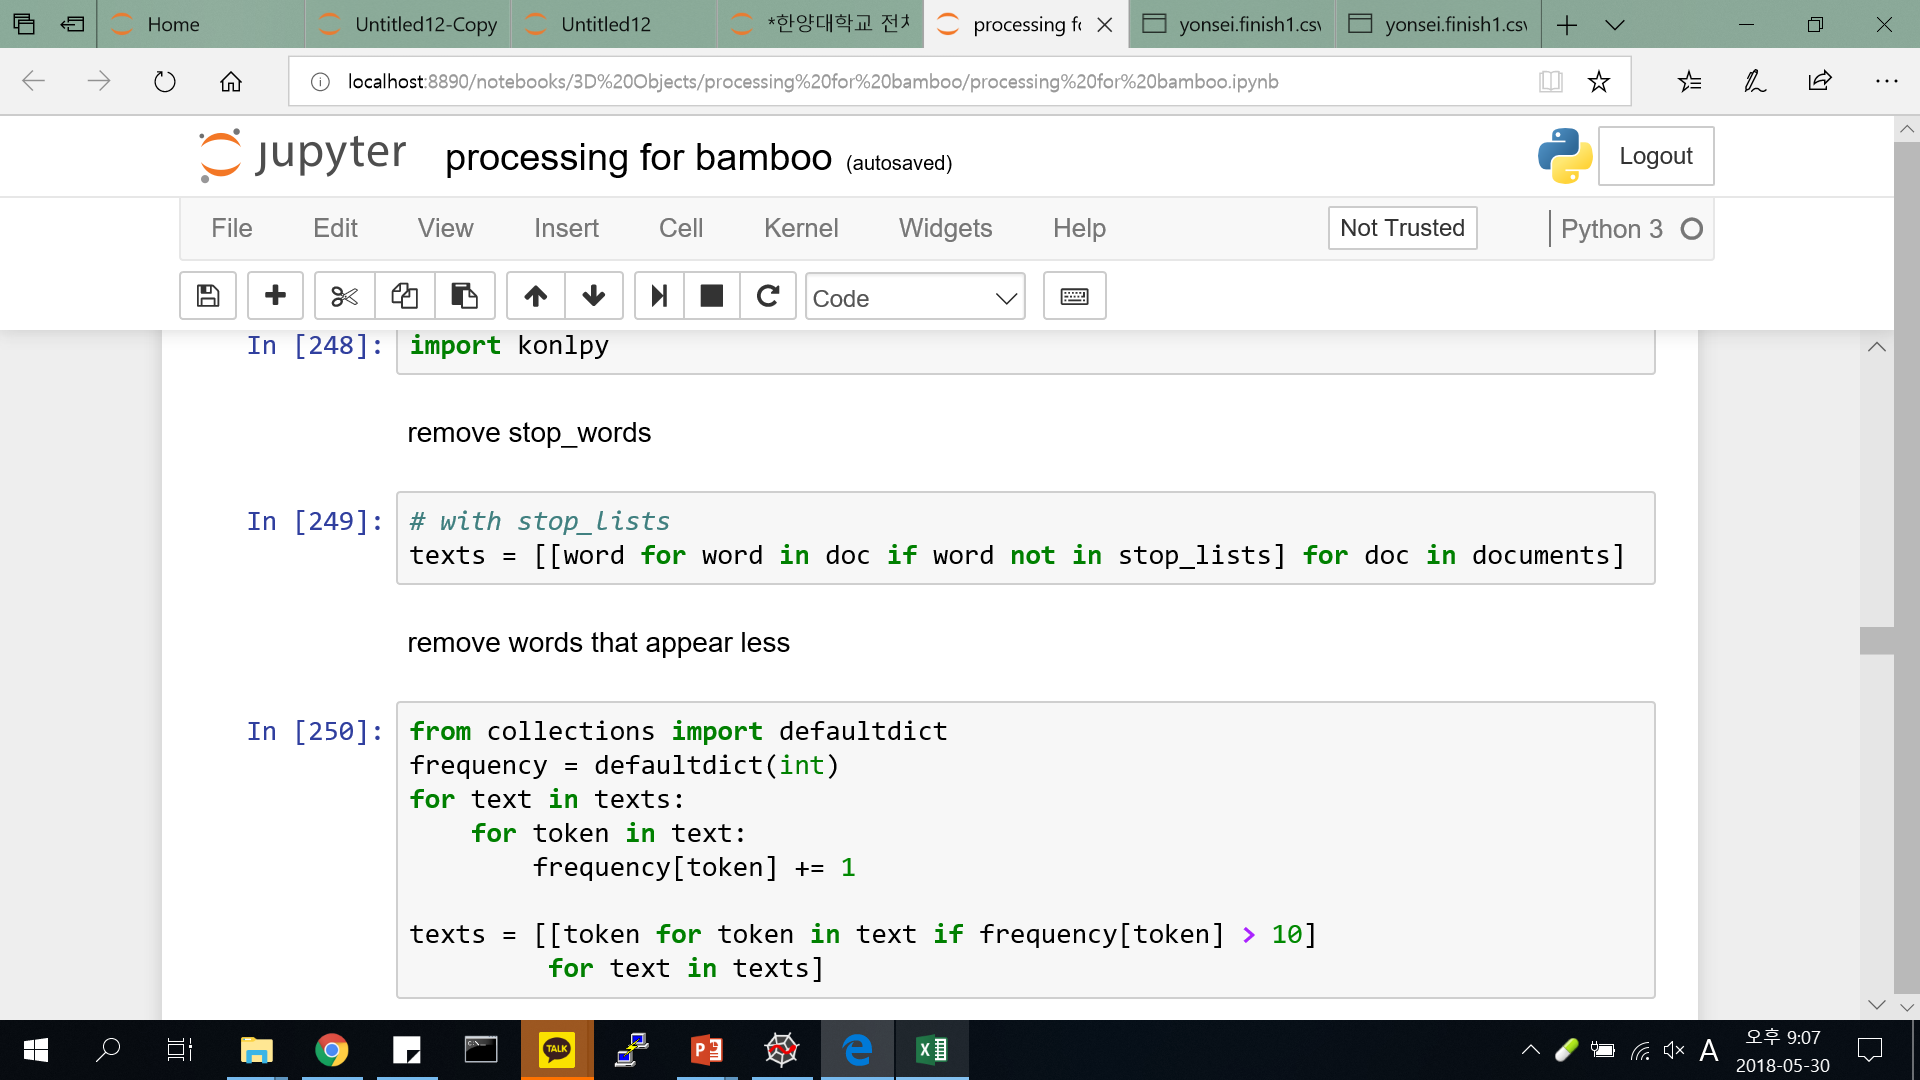 Home
Untitled12-Copy
Untitled12
*한양대학교 전처
processing fo
yonsei.finish1.csv
yonsei.finish1.csv
localhost:8890/notebooks/3D%20Objects/processing%20for%20bamboo/processing%20for%20bamboo.ipynb
jupyter processing for bamboo (autosaved)
Logout
File Edit View Insert Cell Kernel Widgets Help Not Trusted Python 3
Code
In [248]: import konlpy
remove stop_words
In [249]: # with stop_lists
texts = [[word for word in doc if word not in stop_lists] for doc in documents]
remove words that appear less
In [250]: from collections import defaultdict
frequency = defaultdict(int)
for text in texts:
    for token in text:
        frequency[token] += 1
texts = [[token for token in text if frequency[token] > 10]
         for text in texts]
TALK
A
오후 9:07
2018-05-30